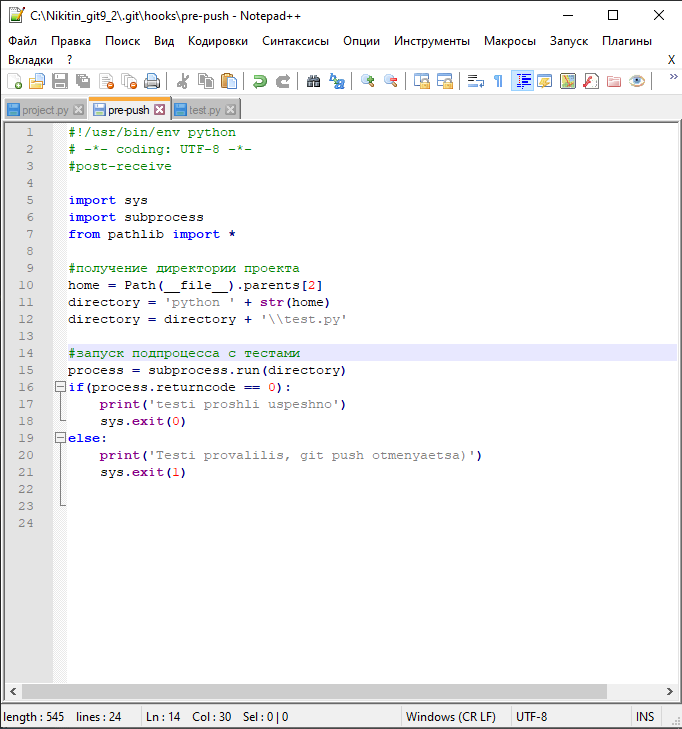 C:\Nikitin_git9_2\.git\hooks\pre-push - Notepad++
Файл Правка Поиск Вид Кодировки Синтаксисы Опции Инструменты Макросы Запуск Плагины
Вкладки ? X
project.py pre-push test.py
1 #!/usr/bin/env python
2 # -*- coding: UTF-8 -*-
3 #post-receive
4
5 import sys
6 import subprocess
7 from pathlib import *
8
9 #получение директории проекта
10 home = Path(__file__).parents[2]
11 directory = 'python ' + str(home)
12 directory = directory + '\\test.py'
13
14 #запуск подпроцесса с тестами
15 process = subprocess.run(directory)
16 if(process.returncode == 0):
17     print('testi proshli uspeshno')
18     sys.exit(0)
19 else:
20     print('Testi provalilis, git push otmenyaetsa)')
21     sys.exit(1)
22
23
24
length : 545 lines : 24 Ln : 14 Col : 30 Sel : 0 | 0 Windows (CR LF) UTF-8 INS